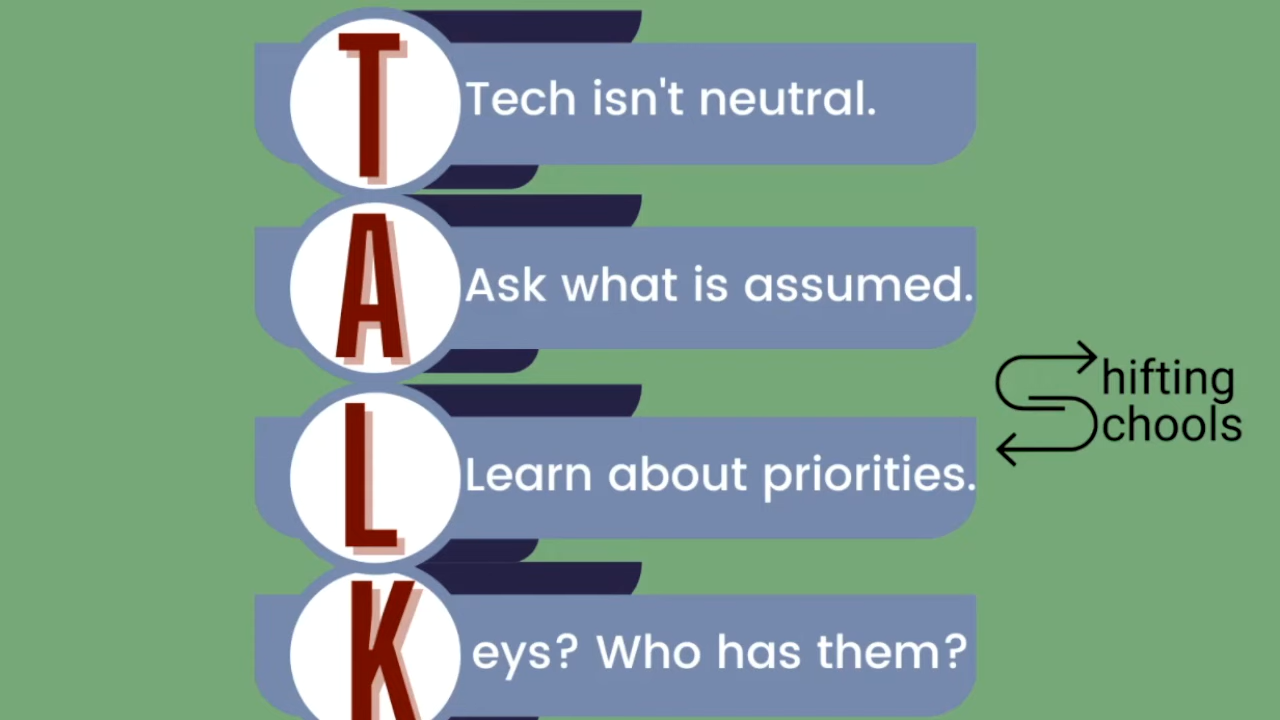 T Tech isn't neutral.
A Ask what is assumed.
L Learn about priorities.
K eys? Who has them?
hifting
chools